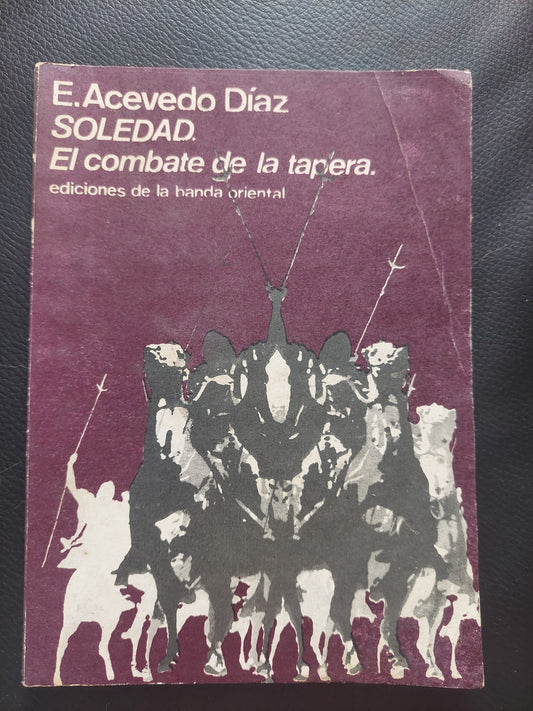 E. Acevedo Díaz
SOLEDAD.
El combate de la tapera.
ediciones de la banda oriental